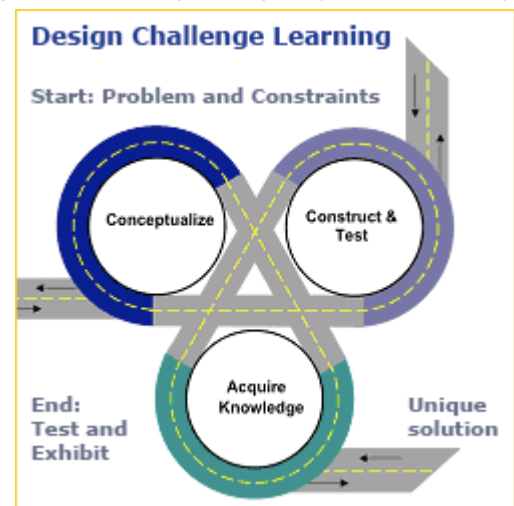 Design Challenge Learning
Start: Problem and Constraints
Conceptualize
Construct &
Test
Acquire
Knowledge
End:
Test and
Exhibit
Unique
solution